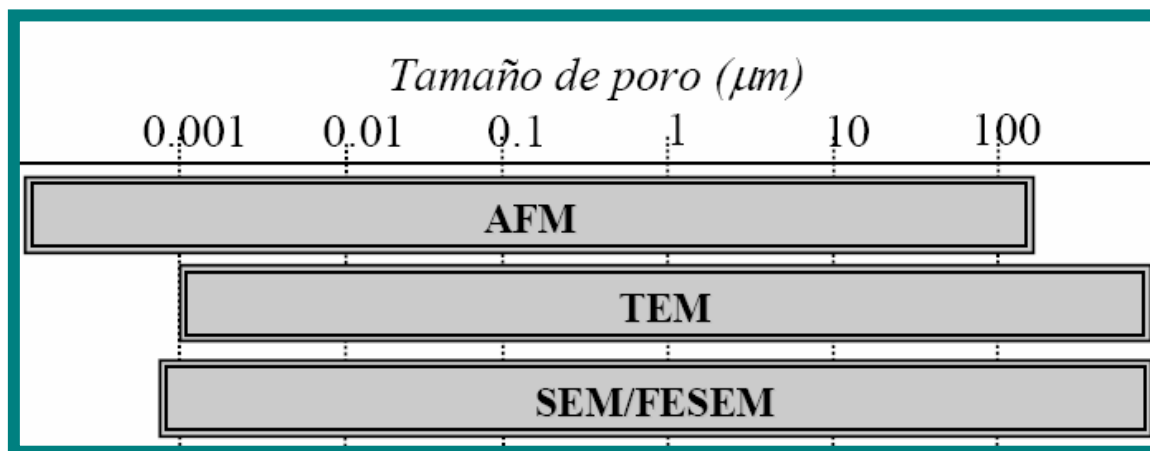 Tamaño de poro (μm)
0.001 0.01 0.1 1 10 100
AFM
TEM
SEM/FESEM